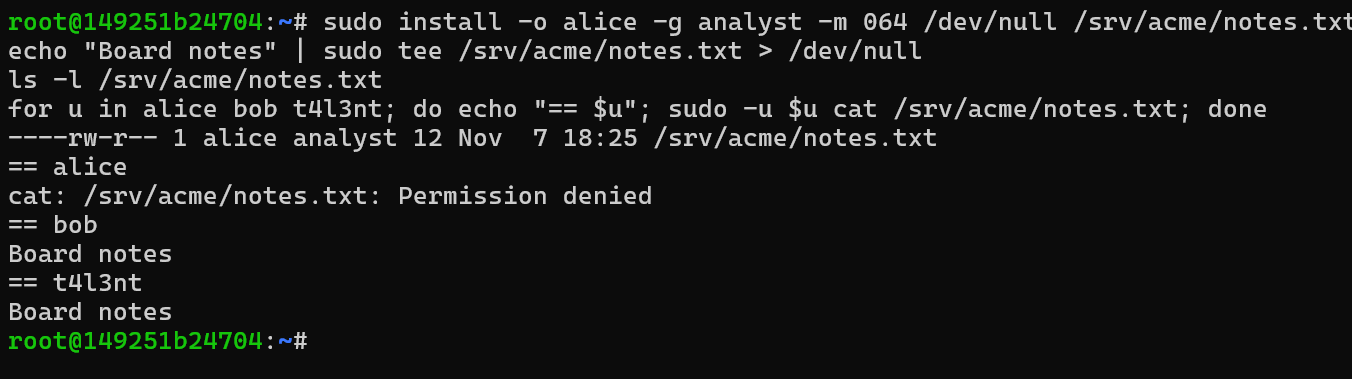 root@149251b24704:~# sudo install -o alice -g analyst -m 064 /dev/null /srv/acme/notes.txt
echo "Board notes" | sudo tee /srv/acme/notes.txt > /dev/null
ls -l /srv/acme/notes.txt
for u in alice bob t4l3nt; do echo "== $u"; sudo -u $u cat /srv/acme/notes.txt; done
----rw-r-- 1 alice analyst 12 Nov  7 18:25 /srv/acme/notes.txt
== alice
cat: /srv/acme/notes.txt: Permission denied
== bob
Board notes
== t4l3nt
Board notes
root@149251b24704:~#